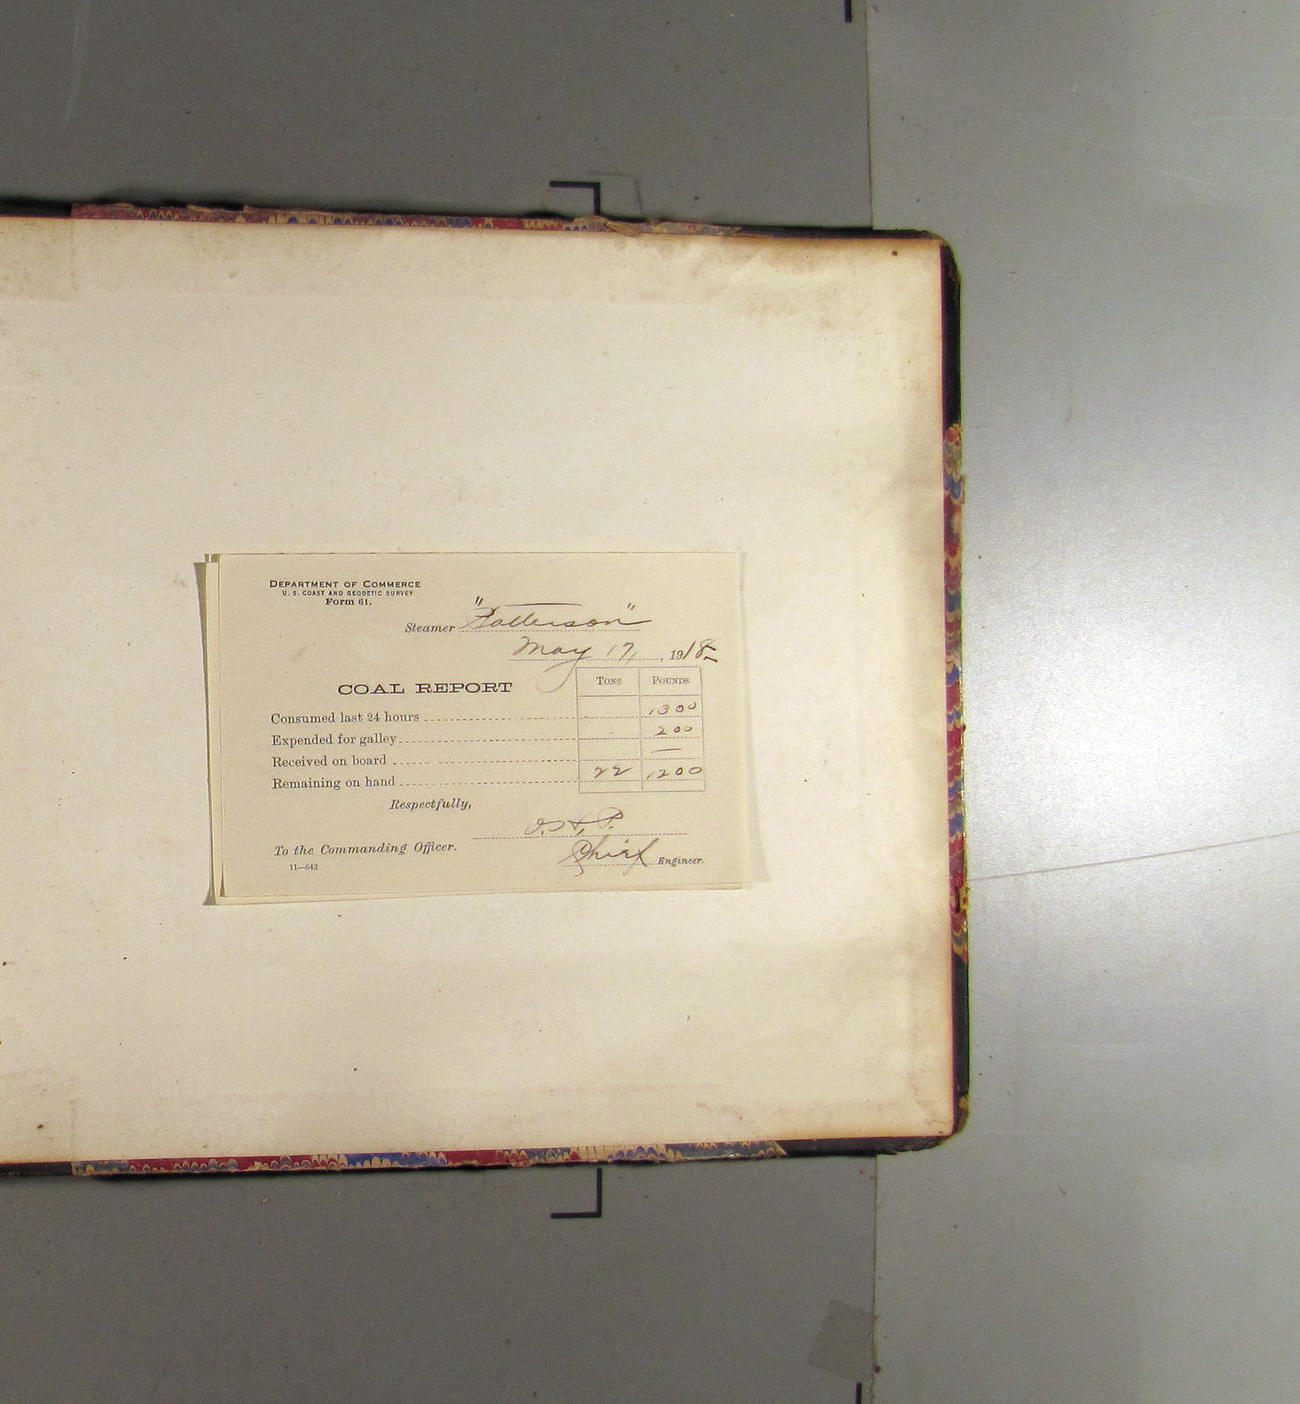 DEPARTMENT OF COMMERCE
U. S. COAST AND GEODETIC SURVEY
Form 61.
Steamer "Patterson"
May 17, 1918
COAL REPORT
TONS POUNDS
Consumed last 24 hours 1300
Expended for galley 200
Received on board —
Remaining on hand 22 1200
Respectfully,
To the Commanding Officer.
Chief Engineer.
11—642